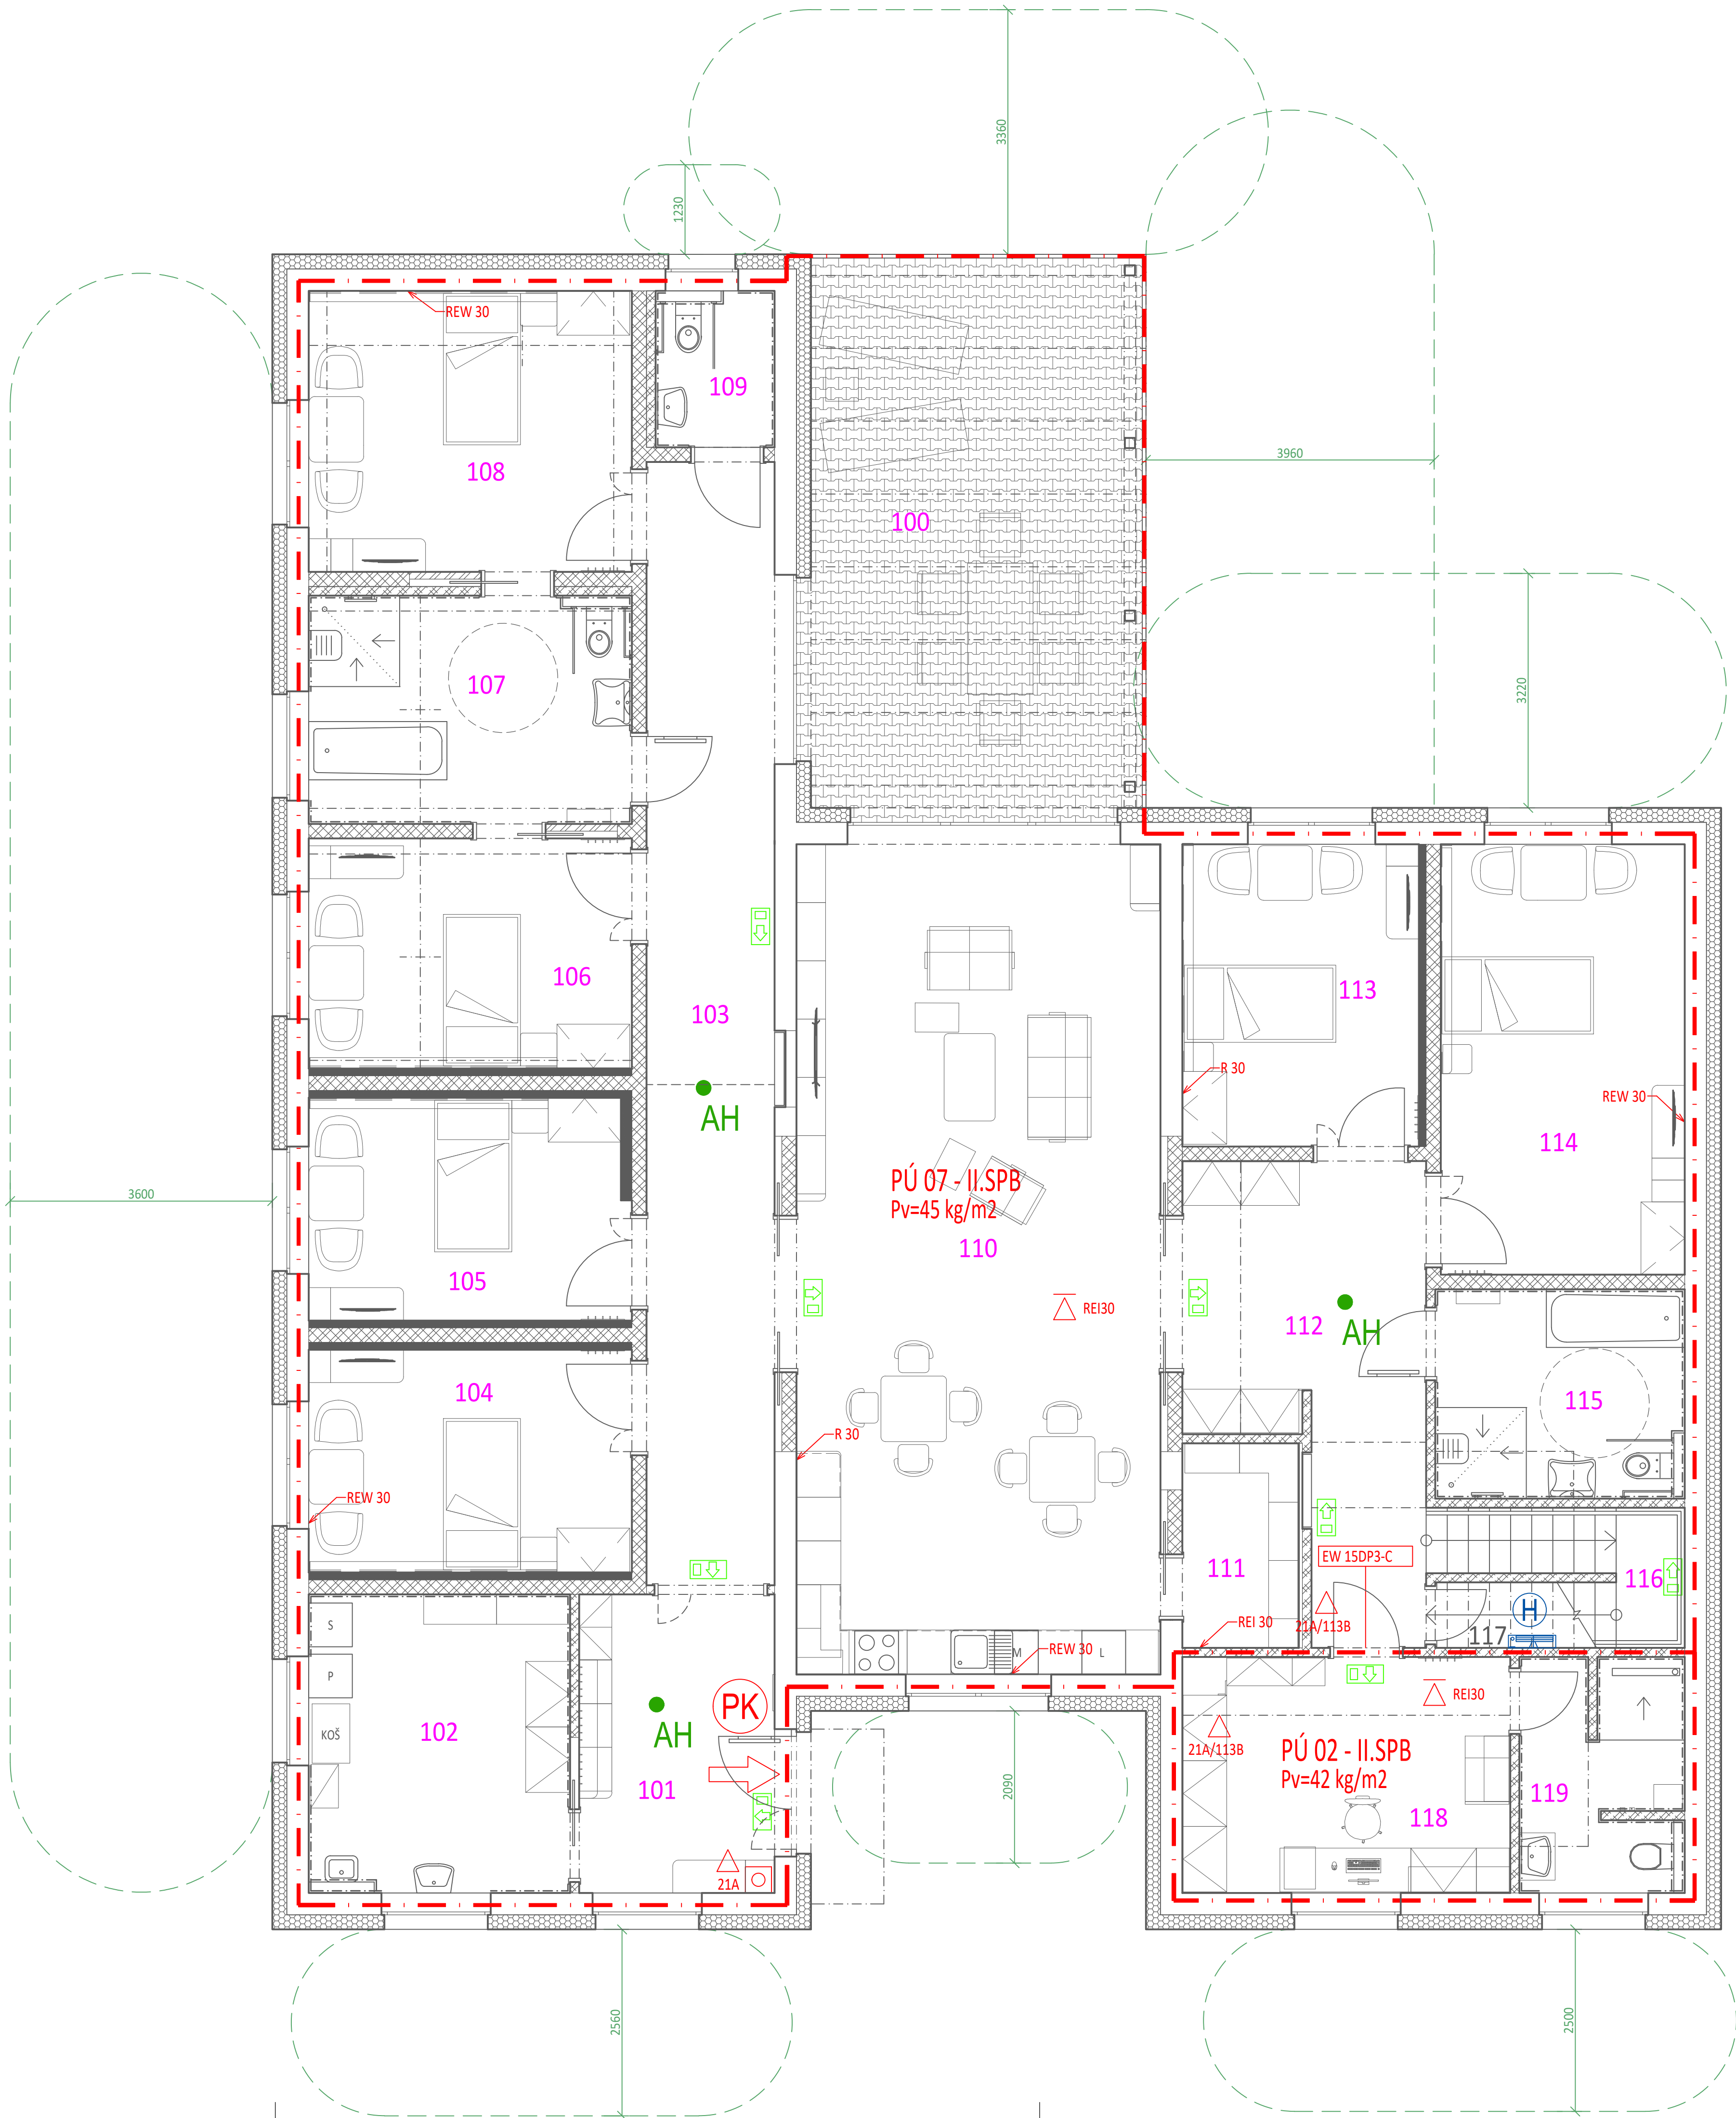 3360
1230
REW 30
109
108
3960
100
107
3220
106
113
103
R 30
REW 30
AH
114
3600
PÚ 07 - II.SPB
Pv=45 kg/m2
110
105
REI30
112
AH
104
115
R 30
REW 30
EW 15DP3-C
111
116
S
H
REI 30
21A/113B
117
M
REW 30
L
P
REI30
PK
KOŠ
102
AH
21A/113B
PÚ 02 - II.SPB
Pv=42 kg/m2
101
2090
119
118
21A
2560
2500